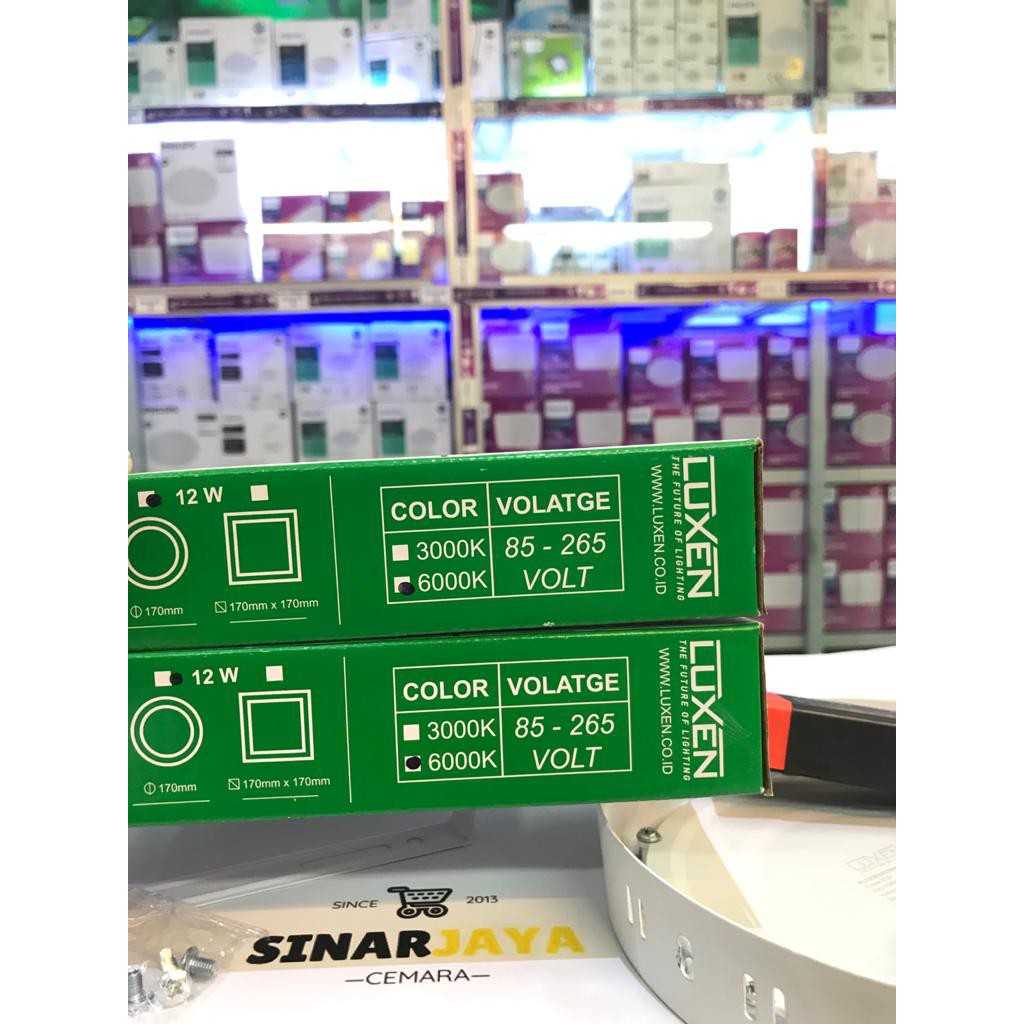 12 W
170mm
170mm x 170mm
COLOR VOLATGE
3000K 85 - 265
6000K VOLT
LUXEN
THE FUTURE OF LIGHTING
WWW.LUXEN.CO.ID
12 W
170mm
170mm x 170mm
COLOR VOLATGE
3000K 85 - 265
6000K VOLT
LUXEN
THE FUTURE OF LIGHTING
WWW.LUXEN.CO.ID
SINCE 2013
SINARJAYA
CEMARA